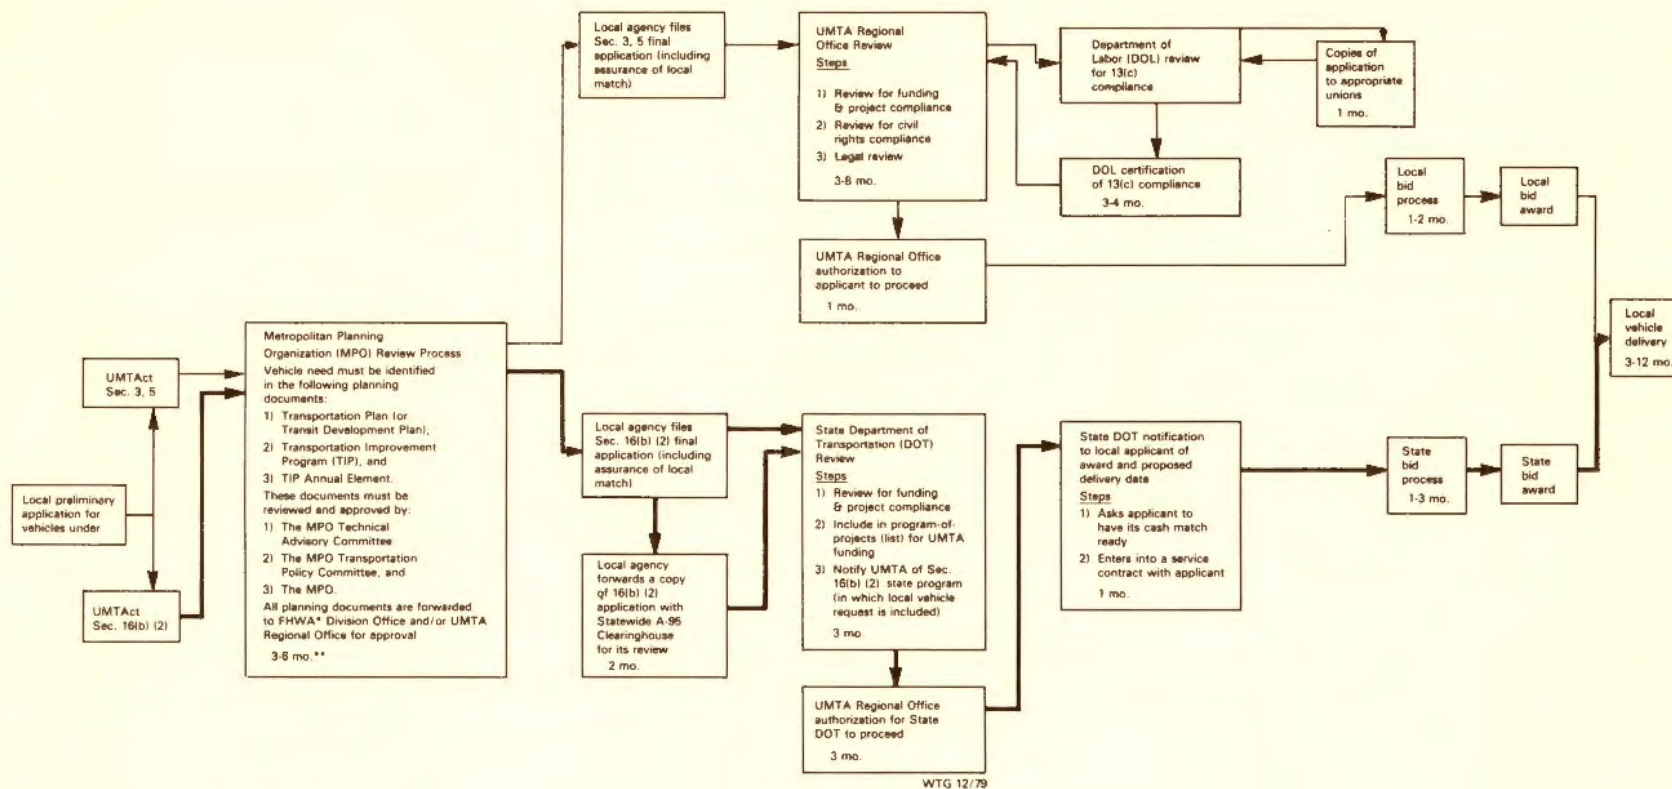 Local preliminary
application for
vehicles under
UMTAct
Sec. 3, 5
UMTAct
Sec. 16(b) (2)
Metropolitan Planning
Organization (MPO) Review Process
Vehicle need must be identified
in the following planning
documents:
1) Transportation Plan (or
Transit Development Plan),
2) Transportation Improvement
Program (TIP), and
3) TIP Annual Element.
These documents must be
reviewed and approved by:
1) The MPO Technical
Advisory Committee
2) The MPO Transportation
Policy Committee, and
3) The MPO.
All planning documents are forwarded
to FHWA* Division Office and/or UMTA
Regional Office for approval
3-6 mo.**
Local agency files
Sec. 3, 5 final
application (including
assurance of local
match)
UMTA Regional
Office Review
Steps
1) Review for funding
& project compliance
2) Review for civil
rights compliance
3) Legal review
3-8 mo.
Department of
Labor (DOL) review
for 13(c)
compliance
Copies of
application
to appropriate
unions
1 mo.
DOL certification
of 13(c) compliance
3-4 mo.
UMTA Regional Office
authorization to
applicant to proceed
1 mo.
Local
bid
process
1-2 mo.
Local
bid
award
Local agency files
Sec. 16(b) (2) final
application (including
assurance of local
match)
Local agency
forwards a copy
of 16(b) (2)
application with
Statewide A-95
Clearinghouse
for its review
2 mo.
State Department of
Transportation (DOT)
Review
Steps
1) Review for funding
& project compliance
2) Include in program-of-
projects (list) for UMTA
funding
3) Notify UMTA of Sec.
16(b) (2) state program
(in which local vehicle
request is included)
3 mo.
UMTA Regional Office
authorization for State
DOT to proceed
3 mo.
State DOT notification
to local applicant of
award and proposed
delivery date
Steps
1) Asks applicant to
have its cash match
ready
2) Enters into a service
contract with applicant
1 mo.
State
bid
process
1-3 mo.
State
bid
award
Local
vehicle
delivery
3-12 mo.
WTG 12/79